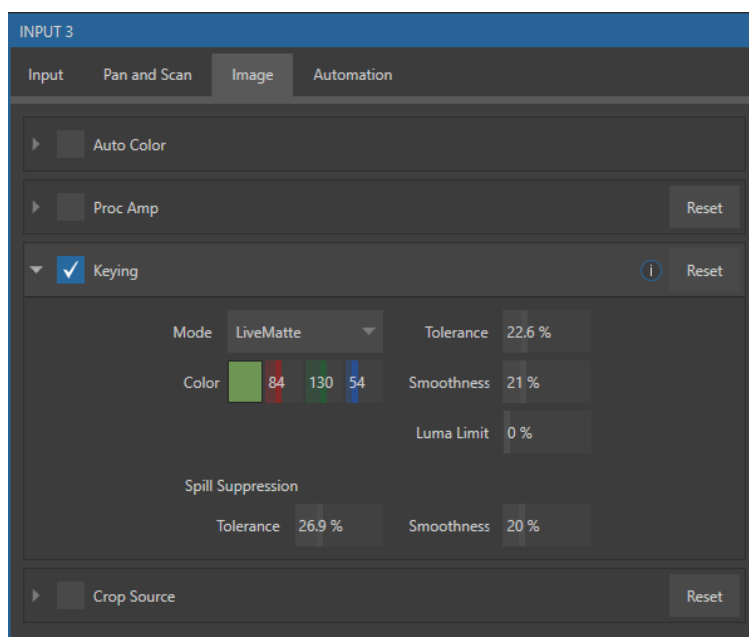 INPUT 3
Input Pan and Scan Image Automation
Auto Color
Proc Amp Reset
Keying i Reset
Mode LiveMatte Tolerance 22.6 %
Color 84 130 54 Smoothness 21 %
Luma Limit 0 %
Spill Suppression
Tolerance 26.9 % Smoothness 20 %
Crop Source Reset